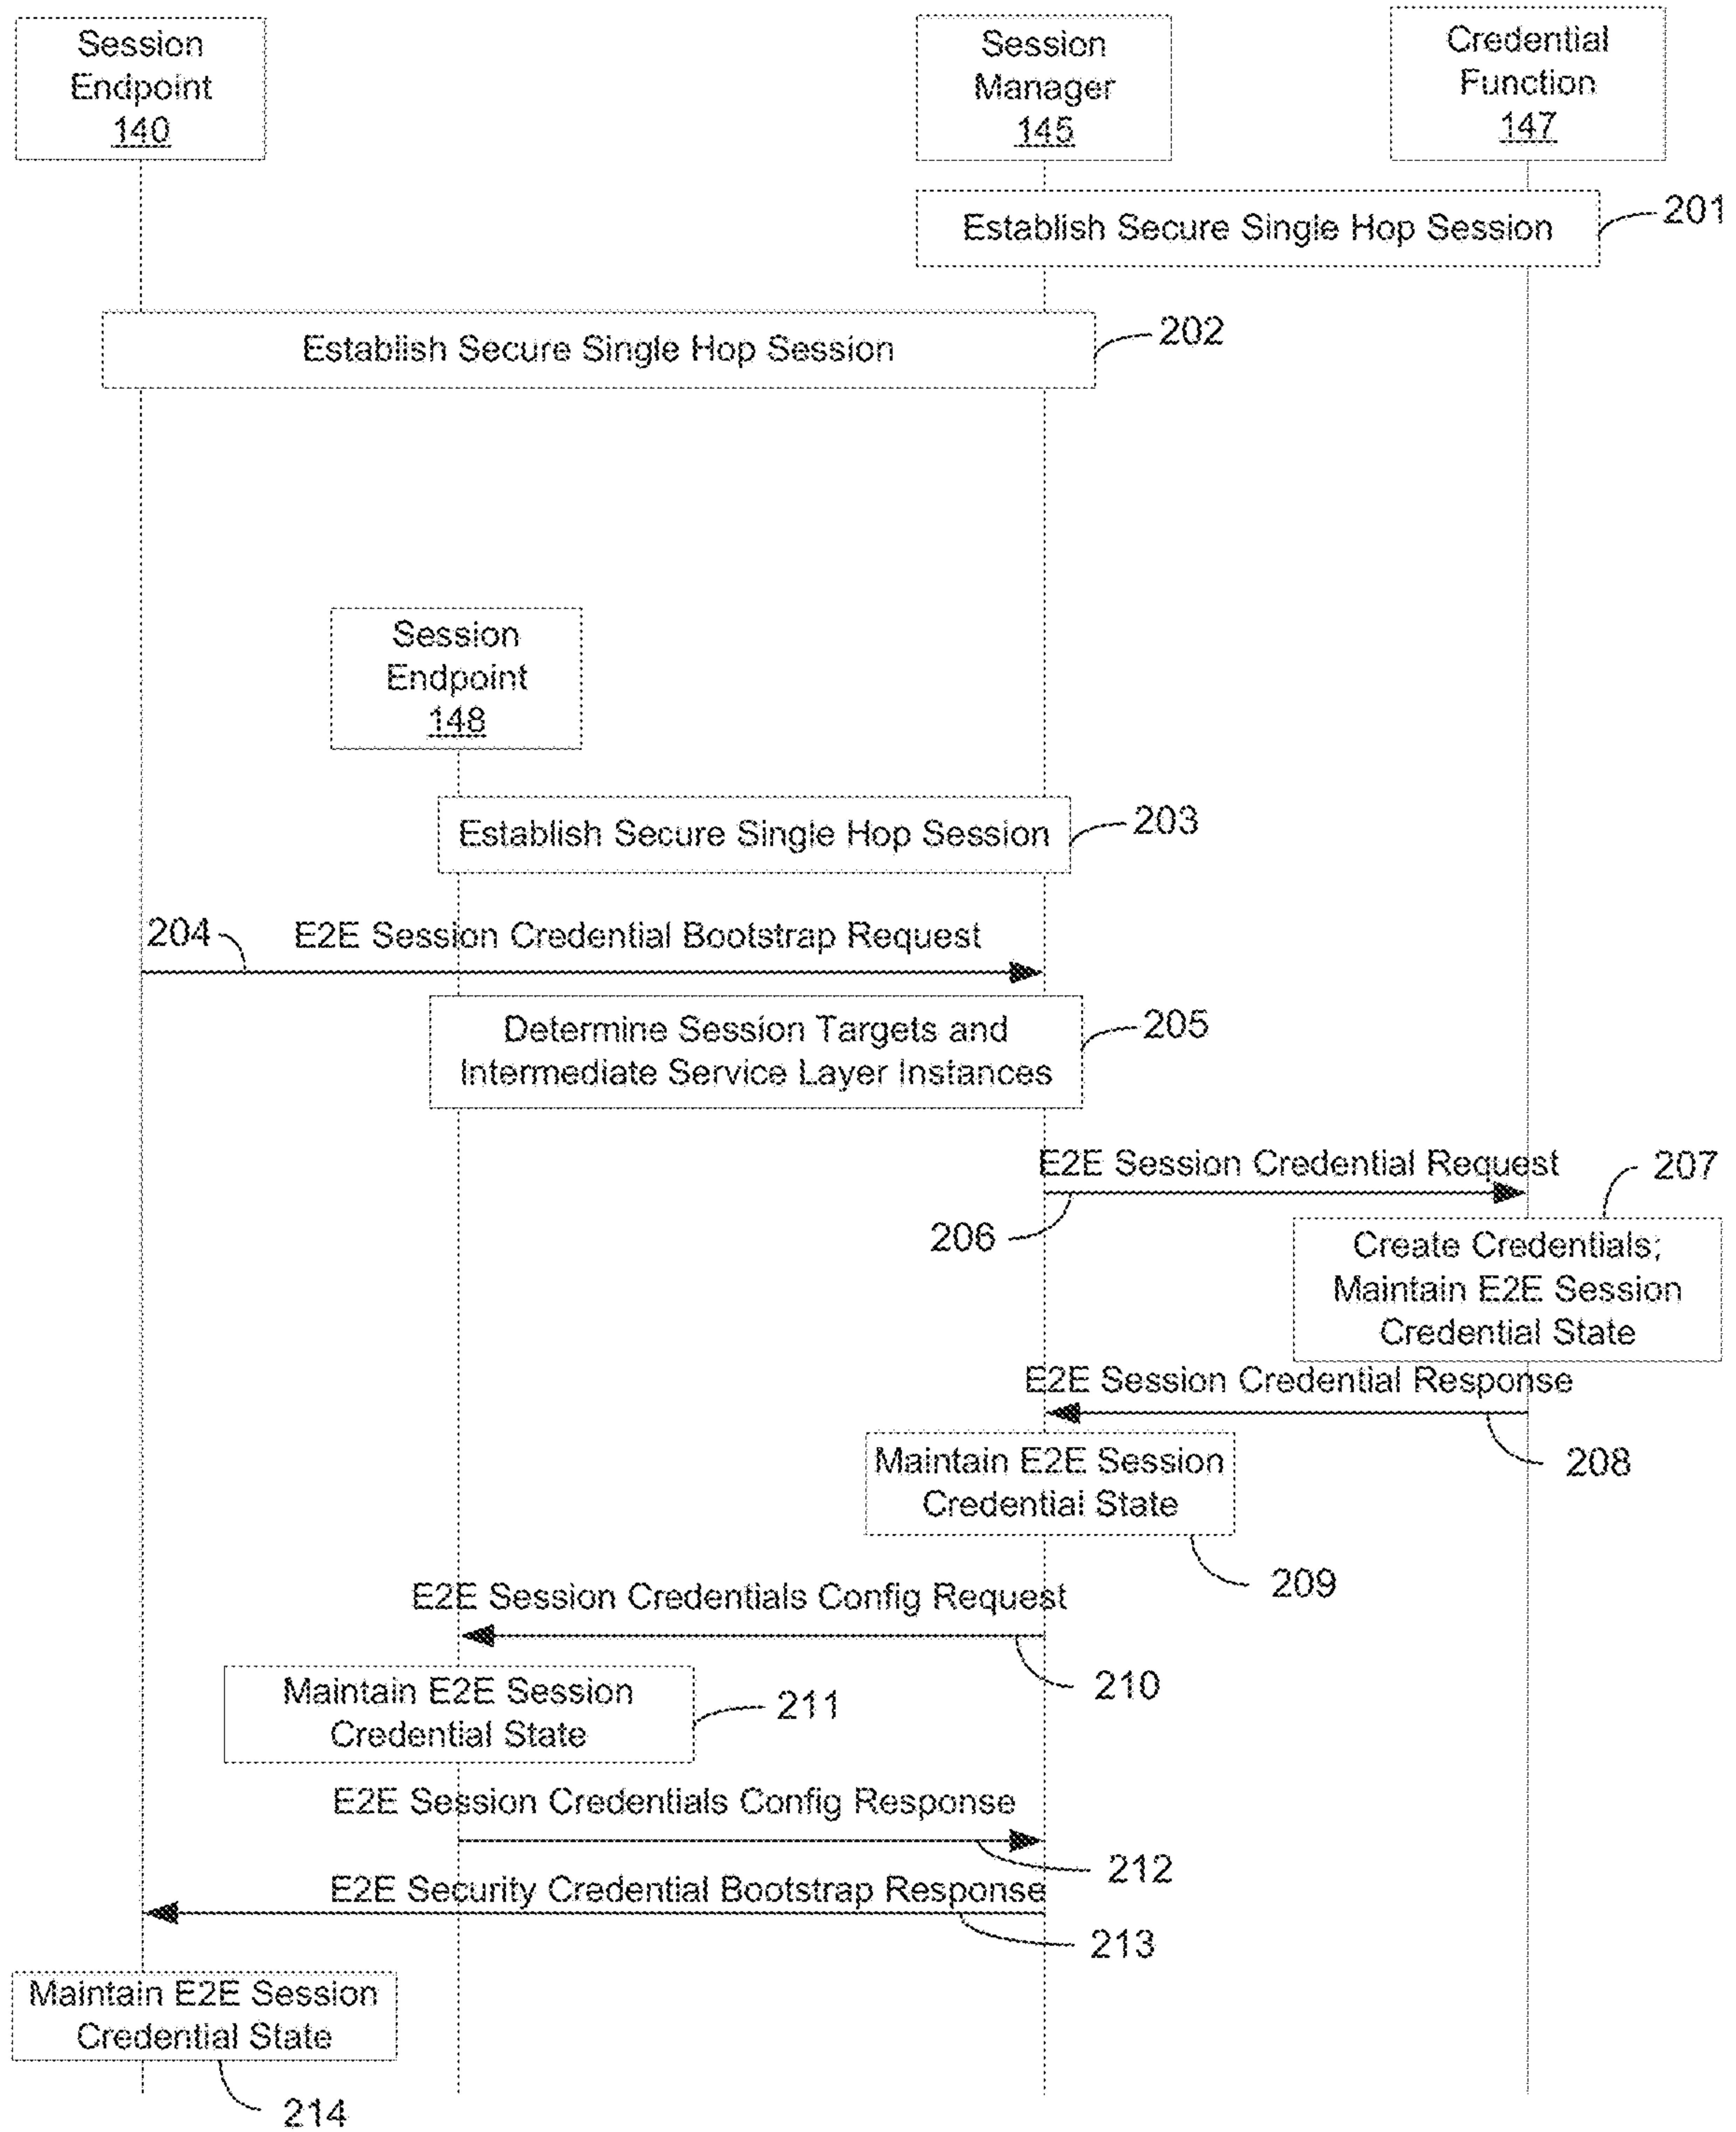 Session
Endpoint
140
Session
Manager
145
Credential
Function
147
Establish Secure Single Hop Session
201
Establish Secure Single Hop Session
202
Session
Endpoint
148
Establish Secure Single Hop Session
203
204
E2E Session Credential Bootstrap Request
Determine Session Targets and
Intermediate Service Layer Instances
205
E2E Session Credential Request
206
207
Create Credentials;
Maintain E2E Session
Credential State
E2E Session Credential Response
208
Maintain E2E Session
Credential State
209
E2E Session Credentials Config Request
210
Maintain E2E Session
Credential State
211
E2E Session Credentials Config Response
212
E2E Security Credential Bootstrap Response
213
Maintain E2E Session
Credential State
214